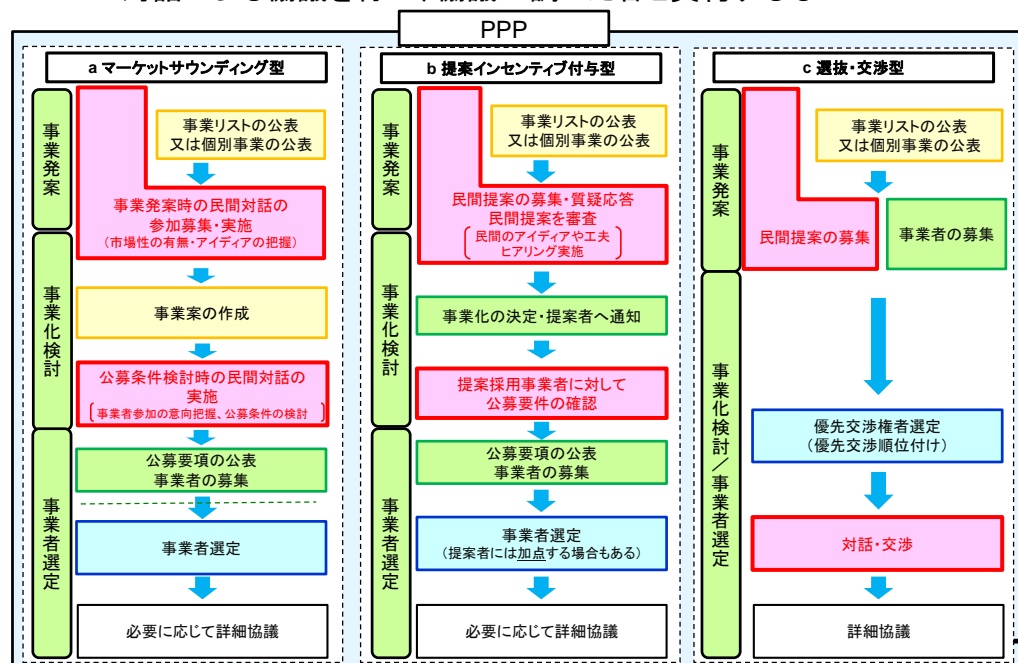 PPP
a マーケットサウンディング型
事業発案
事業リストの公表
又は個別事業の公表
事業発案時の民間対話の
参加募集・実施
(市場性の有無・アイディアの把握)
事業化検討
事業案の作成
公募条件検討時の民間対話の
実施
事業者参加の意向把握、公募条件の検討
事業者選定
公募要項の公表
事業者の募集
事業者選定
必要に応じて詳細協議
b 提案インセンティブ付与型
事業発案
事業リストの公表
又は個別事業の公表
民間提案の募集・質疑応答
民間提案を審査
民間のアイディアや工夫
ヒアリング実施
事業化検討
事業化の決定・提案者へ通知
提案採用事業者に対して
公募要件の確認
事業者選定
公募要項の公表
事業者の募集
事業者選定
(提案者には加点する場合もある)
必要に応じて詳細協議
c 選抜・交渉型
事業発案
事業リストの公表
又は個別事業の公表
民間提案の募集
事業者の募集
事業化検討／事業者選定
優先交渉権者選定
(優先交渉順位付け)
対話・交渉
詳細協議